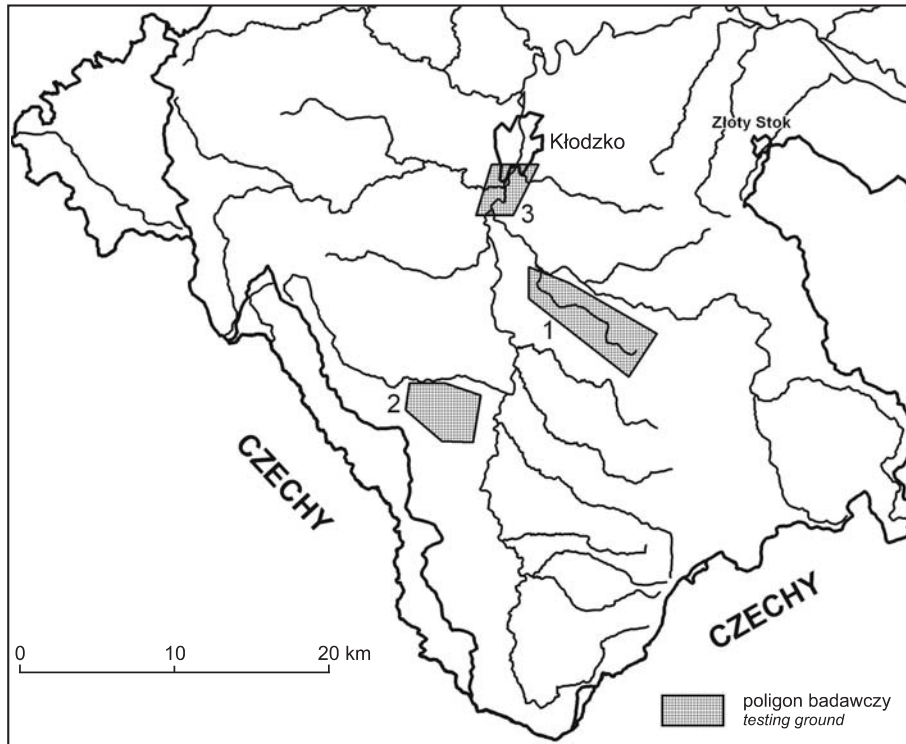 Złoty Stok
Kłodzko
3
1
2
CZECHY
CZECHY
0 10 20 km
poligon badawczy
testing ground